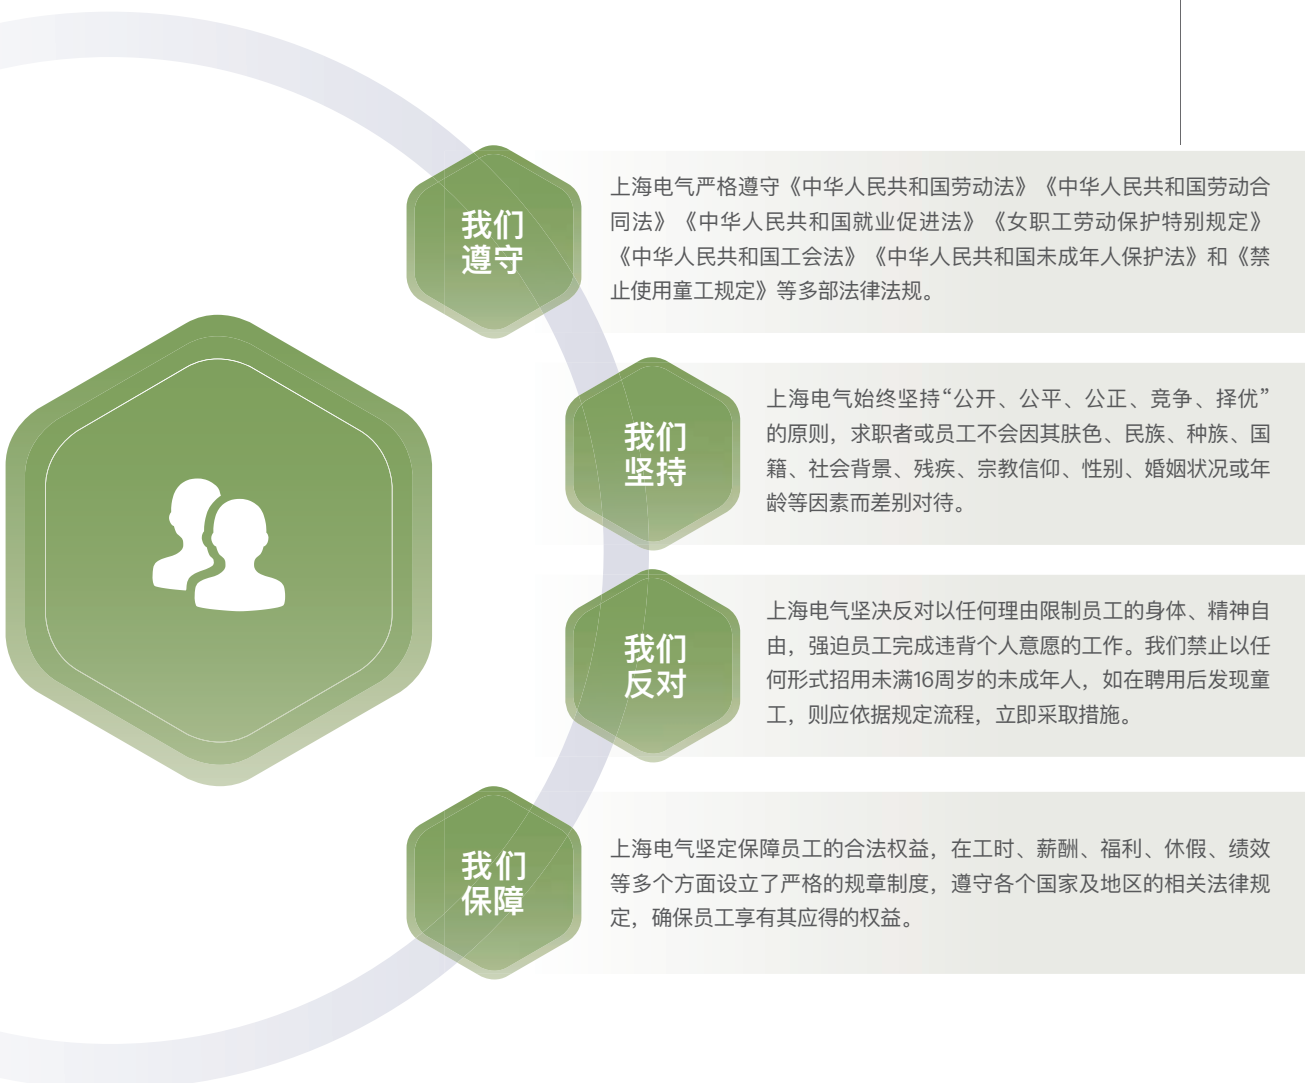 我们
遵守
上海电气严格遵守《中华人民共和国劳动法》《中华人民共和国劳动合
同法》《中华人民共和国就业促进法》《女职工劳动保护特别规定》
《中华人民共和国工会法》《中华人民共和国未成年人保护法》和《禁
止使用童工规定》等多部法律法规。
我们
坚持
上海电气始终坚持“公开、公平、公正、竞争、择优”
的原则，求职者或员工不会因其肤色、民族、种族、国
籍、社会背景、残疾、宗教信仰、性别、婚姻状况或年
龄等因素而差别对待。
我们
反对
上海电气坚决反对以任何理由限制员工的身体、精神自
由，强迫员工完成违背个人意愿的工作。我们禁止以任
何形式招用未满16周岁的未成年人，如在聘用后发现童
工，则应依据规定流程，立即采取措施。
我们
保障
上海电气坚定保障员工的合法权益，在工时、薪酬、福利、休假、绩效
等多个方面设立了严格的规章制度，遵守各个国家及地区的相关法律规
定，确保员工享有其应得的权益。